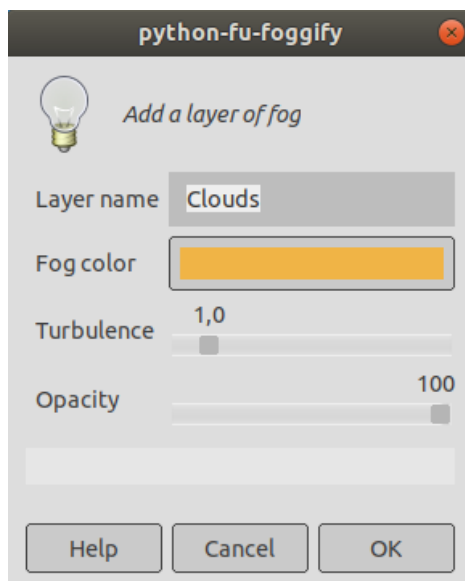 python-fu-foggify
Add a layer of fog
Layer name Clouds
Fog color
1,0
Turbulence
100
Opacity
Help Cancel OK